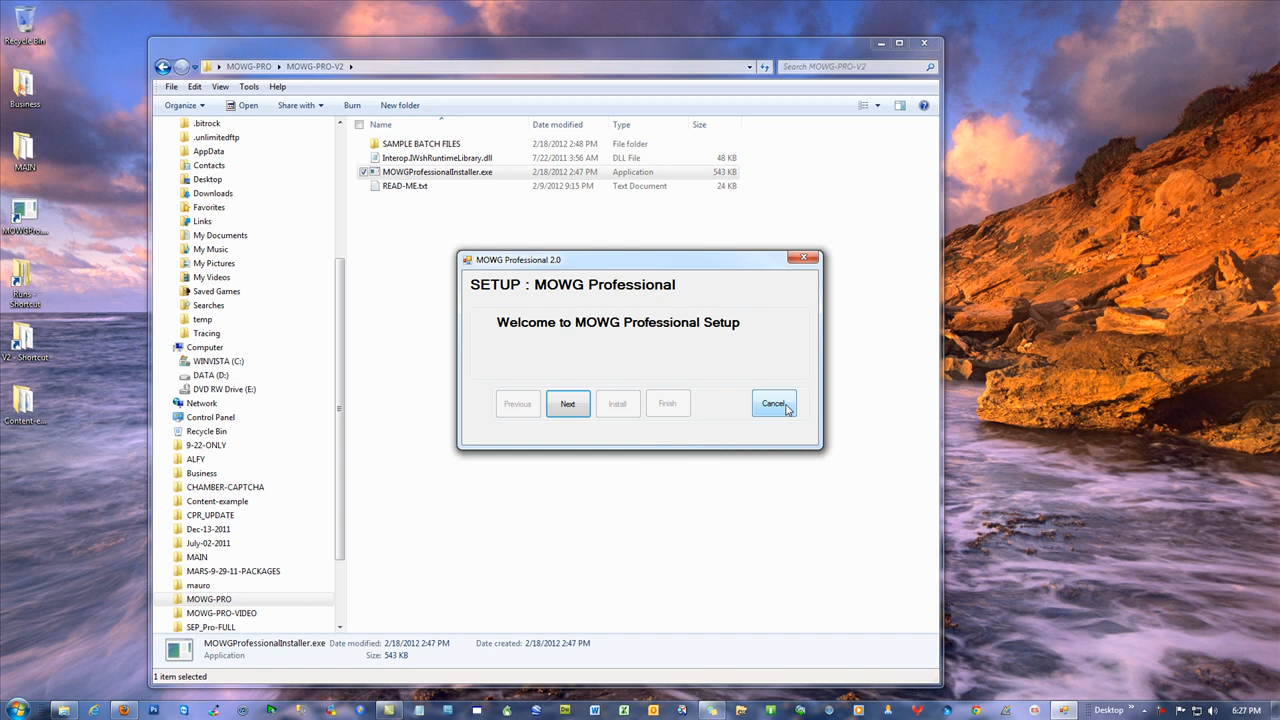 Recycle Bin
Business
MAIN
MOWGPro....
Runs - Shortcut
V2 - Shortcut
Content-e...
MOWG-PRO
MOWG-PRO-V2
Search MOWG-PRO-V2
File Edit View Tools Help
Organize Open Share with Burn New folder
.bitrock
.unlimitedftp
AppData
Contacts
Desktop
Downloads
Favorites
Links
My Documents
My Music
My Pictures
My Videos
Saved Games
Searches
temp
Tracing
Computer
WINVISTA (C:)
DATA (D:)
DVD RW Drive (E:)
Network
Control Panel
Recycle Bin
9-22-ONLY
ALFY
Business
CHAMBER-CAPTCHA
Content-example
CPR_UPDATE
Dec-13-2011
July-02-2011
MAIN
MARS-9-29-11-PACKAGES
mauro
MOWG-PRO
MOWG-PRO-VIDEO
SEP_Pro-FULL
Name Date modified Type Size
SAMPLE BATCH FILES 2/18/2012 2:48 PM File folder
Interop.IWshRuntimeLibrary.dll 7/22/2011 3:56 AM DLL File 48 KB
MOWGProfessionalInstaller.exe 2/18/2012 2:47 PM Application 543 KB
READ-ME.txt 2/9/2012 9:15 PM Text Document 24 KB
MOWG Professional 2.0
SETUP : MOWG Professional
Welcome to MOWG Professional Setup
Previous Next Install Finish Cancel
MOWGProfessionalInstaller.exe Date modified: 2/18/2012 2:47 PM Date created: 2/18/2012 2:47 PM
Application Size: 543 KB
1 item selected
Desktop
6:27 PM